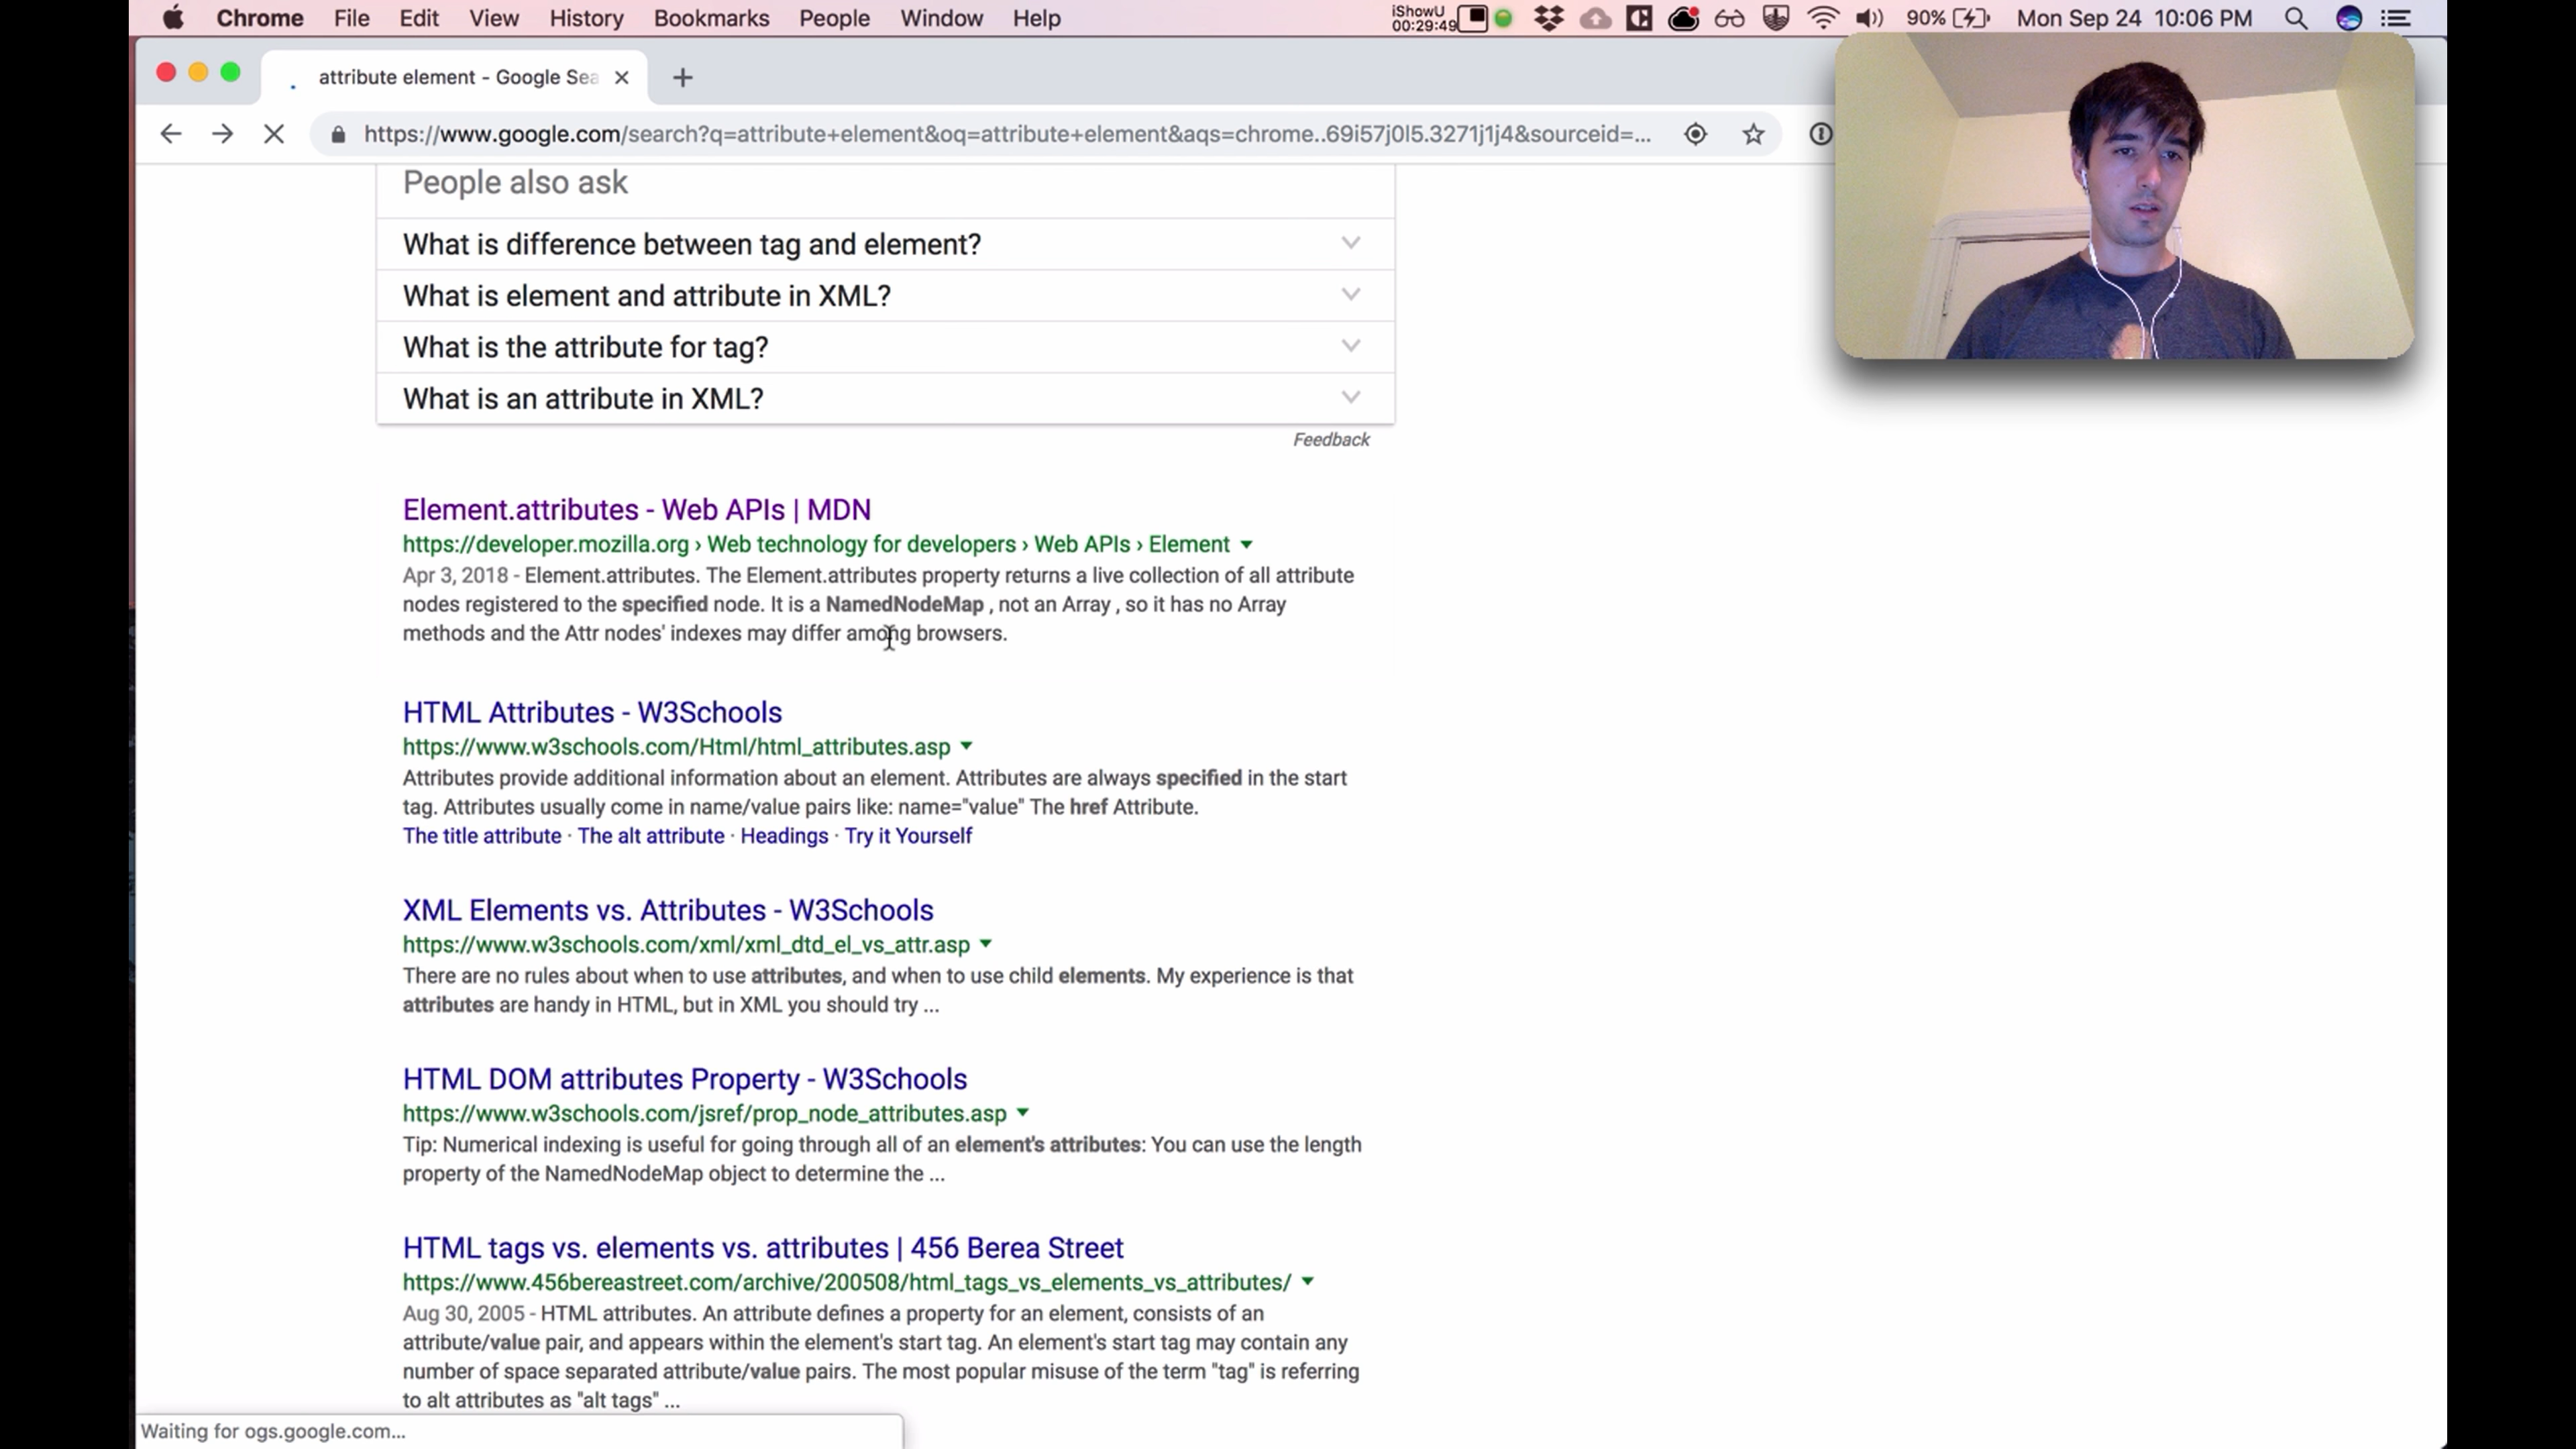 Chrome File Edit View History Bookmarks People Window Help iShowU 00:29:49 90% Mon Sep 24 10:06 PM
attribute element - Google Sea
https://www.google.com/search?q=attribute+element&oq=attribute+element&aqs=chrome..69i57j0l5.3271j1j4&sourceid=...
People also ask
What is difference between tag and element?
What is element and attribute in XML?
What is the attribute for tag?
What is an attribute in XML?
Feedback
Element.attributes - Web APIs | MDN
https://developer.mozilla.org › Web technology for developers › Web APIs › Element
Apr 3, 2018 - Element.attributes. The Element.attributes property returns a live collection of all attribute
nodes registered to the specified node. It is a NamedNodeMap , not an Array , so it has no Array
methods and the Attr nodes' indexes may differ among browsers.
HTML Attributes - W3Schools
https://www.w3schools.com/Html/html_attributes.asp
Attributes provide additional information about an element. Attributes are always specified in the start
tag. Attributes usually come in name/value pairs like: name="value" The href Attribute.
The title attribute · The alt attribute · Headings · Try it Yourself
XML Elements vs. Attributes - W3Schools
https://www.w3schools.com/xml/xml_dtd_el_vs_attr.asp
There are no rules about when to use attributes, and when to use child elements. My experience is that
attributes are handy in HTML, but in XML you should try ...
HTML DOM attributes Property - W3Schools
https://www.w3schools.com/jsref/prop_node_attributes.asp
Tip: Numerical indexing is useful for going through all of an element's attributes: You can use the length
property of the NamedNodeMap object to determine the ...
HTML tags vs. elements vs. attributes | 456 Berea Street
https://www.456bereastreet.com/archive/200508/html_tags_vs_elements_vs_attributes/
Aug 30, 2005 - HTML attributes. An attribute defines a property for an element, consists of an
attribute/value pair, and appears within the element's start tag. An element's start tag may contain any
number of space separated attribute/value pairs. The most popular misuse of the term "tag" is referring
to alt attributes as "alt tags" ...
Waiting for ogs.google.com...